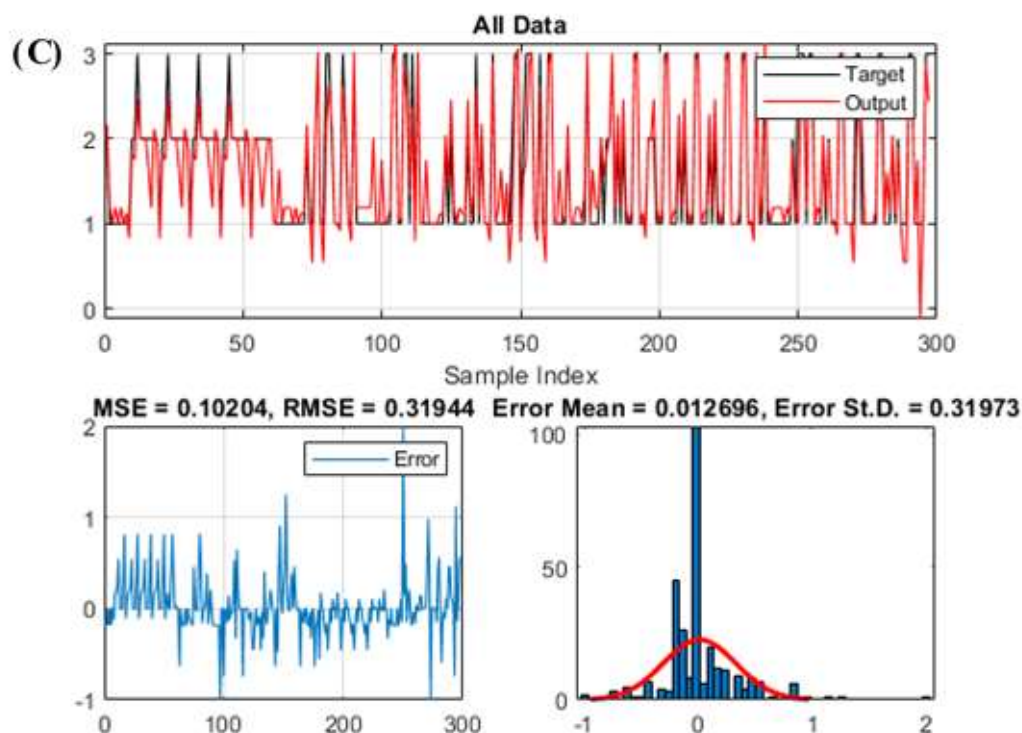 All Data
(C)
3
2
1
0
Target
Output
0 50 100 150 200 250 300
Sample Index
MSE = 0.10204, RMSE = 0.31944 Error Mean = 0.012696, Error St.D. = 0.31973
2
1
0
-1
Error
0 100 200 300
100
50
0
-1 0 1 2